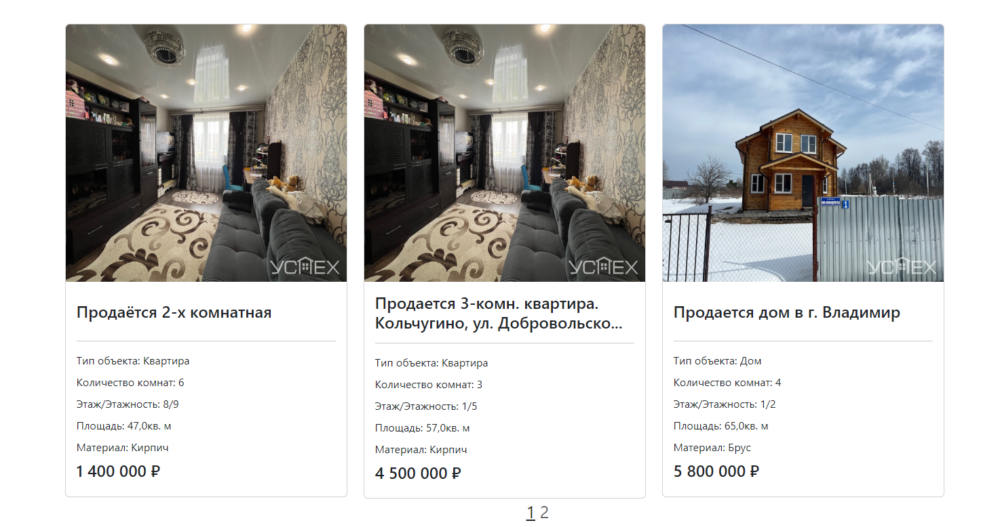 УСПЕХ
УСПЕХ
1
УСПЕХ
Продаётся 2-х комнатная
Тип объекта: Квартира
Количество комнат: 6
Этаж/Этажность: 8/9
Площадь: 47,0кв. м
Материал: Кирпич
1 400 000 ₽
Продается 3-комн. квартира.
Кольчугино, ул. Добровольско...
Тип объекта: Квартира
Количество комнат: 3
Этаж/Этажность: 1/5
Площадь: 57,0кв. м
Материал: Кирпич
4 500 000 ₽
Продается дом в г. Владимир
Тип объекта: Дом
Количество комнат: 4
Этаж/Этажность: 1/2
Площадь: 65,0кв. м
Материал: Брус
5 800 000 ₽
1 2